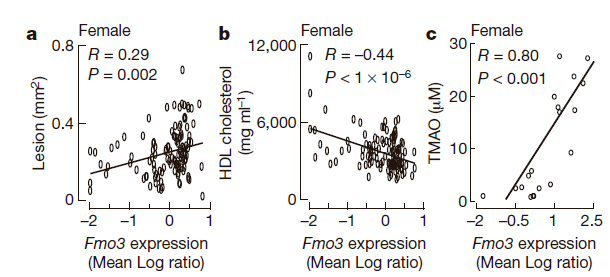 a Female
R = 0.29
P = 0.002
0.8
0.4
0
Lesion (mm²)
-2 -1 0 1
Fmo3 expression
(Mean Log ratio)
b Female
R = -0.44
P < 1 × 10⁻⁶
12,000
6,000
0
HDL cholesterol
(mg ml⁻¹)
-2 -1 0 1
Fmo3 expression
(Mean Log ratio)
c Female
R = 0.80
P < 0.001
30
20
10
0
TMAO (μM)
-2 -0.5 1 2.5
Fmo3 expression
(Mean Log ratio)